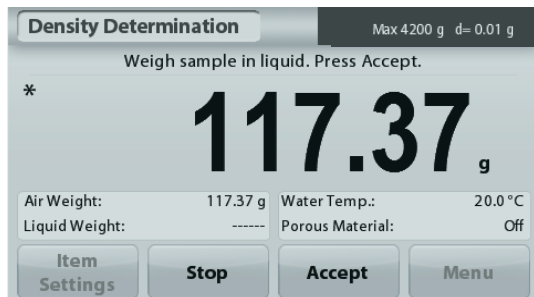 Density Determination
Max 4200 g d= 0.01 g
Weigh sample in liquid. Press Accept.
*
117.37 g
Air Weight: 117.37 g Water Temp.: 20.0 °C
Liquid Weight: ------ Porous Material: Off
Item Settings Stop Accept Menu